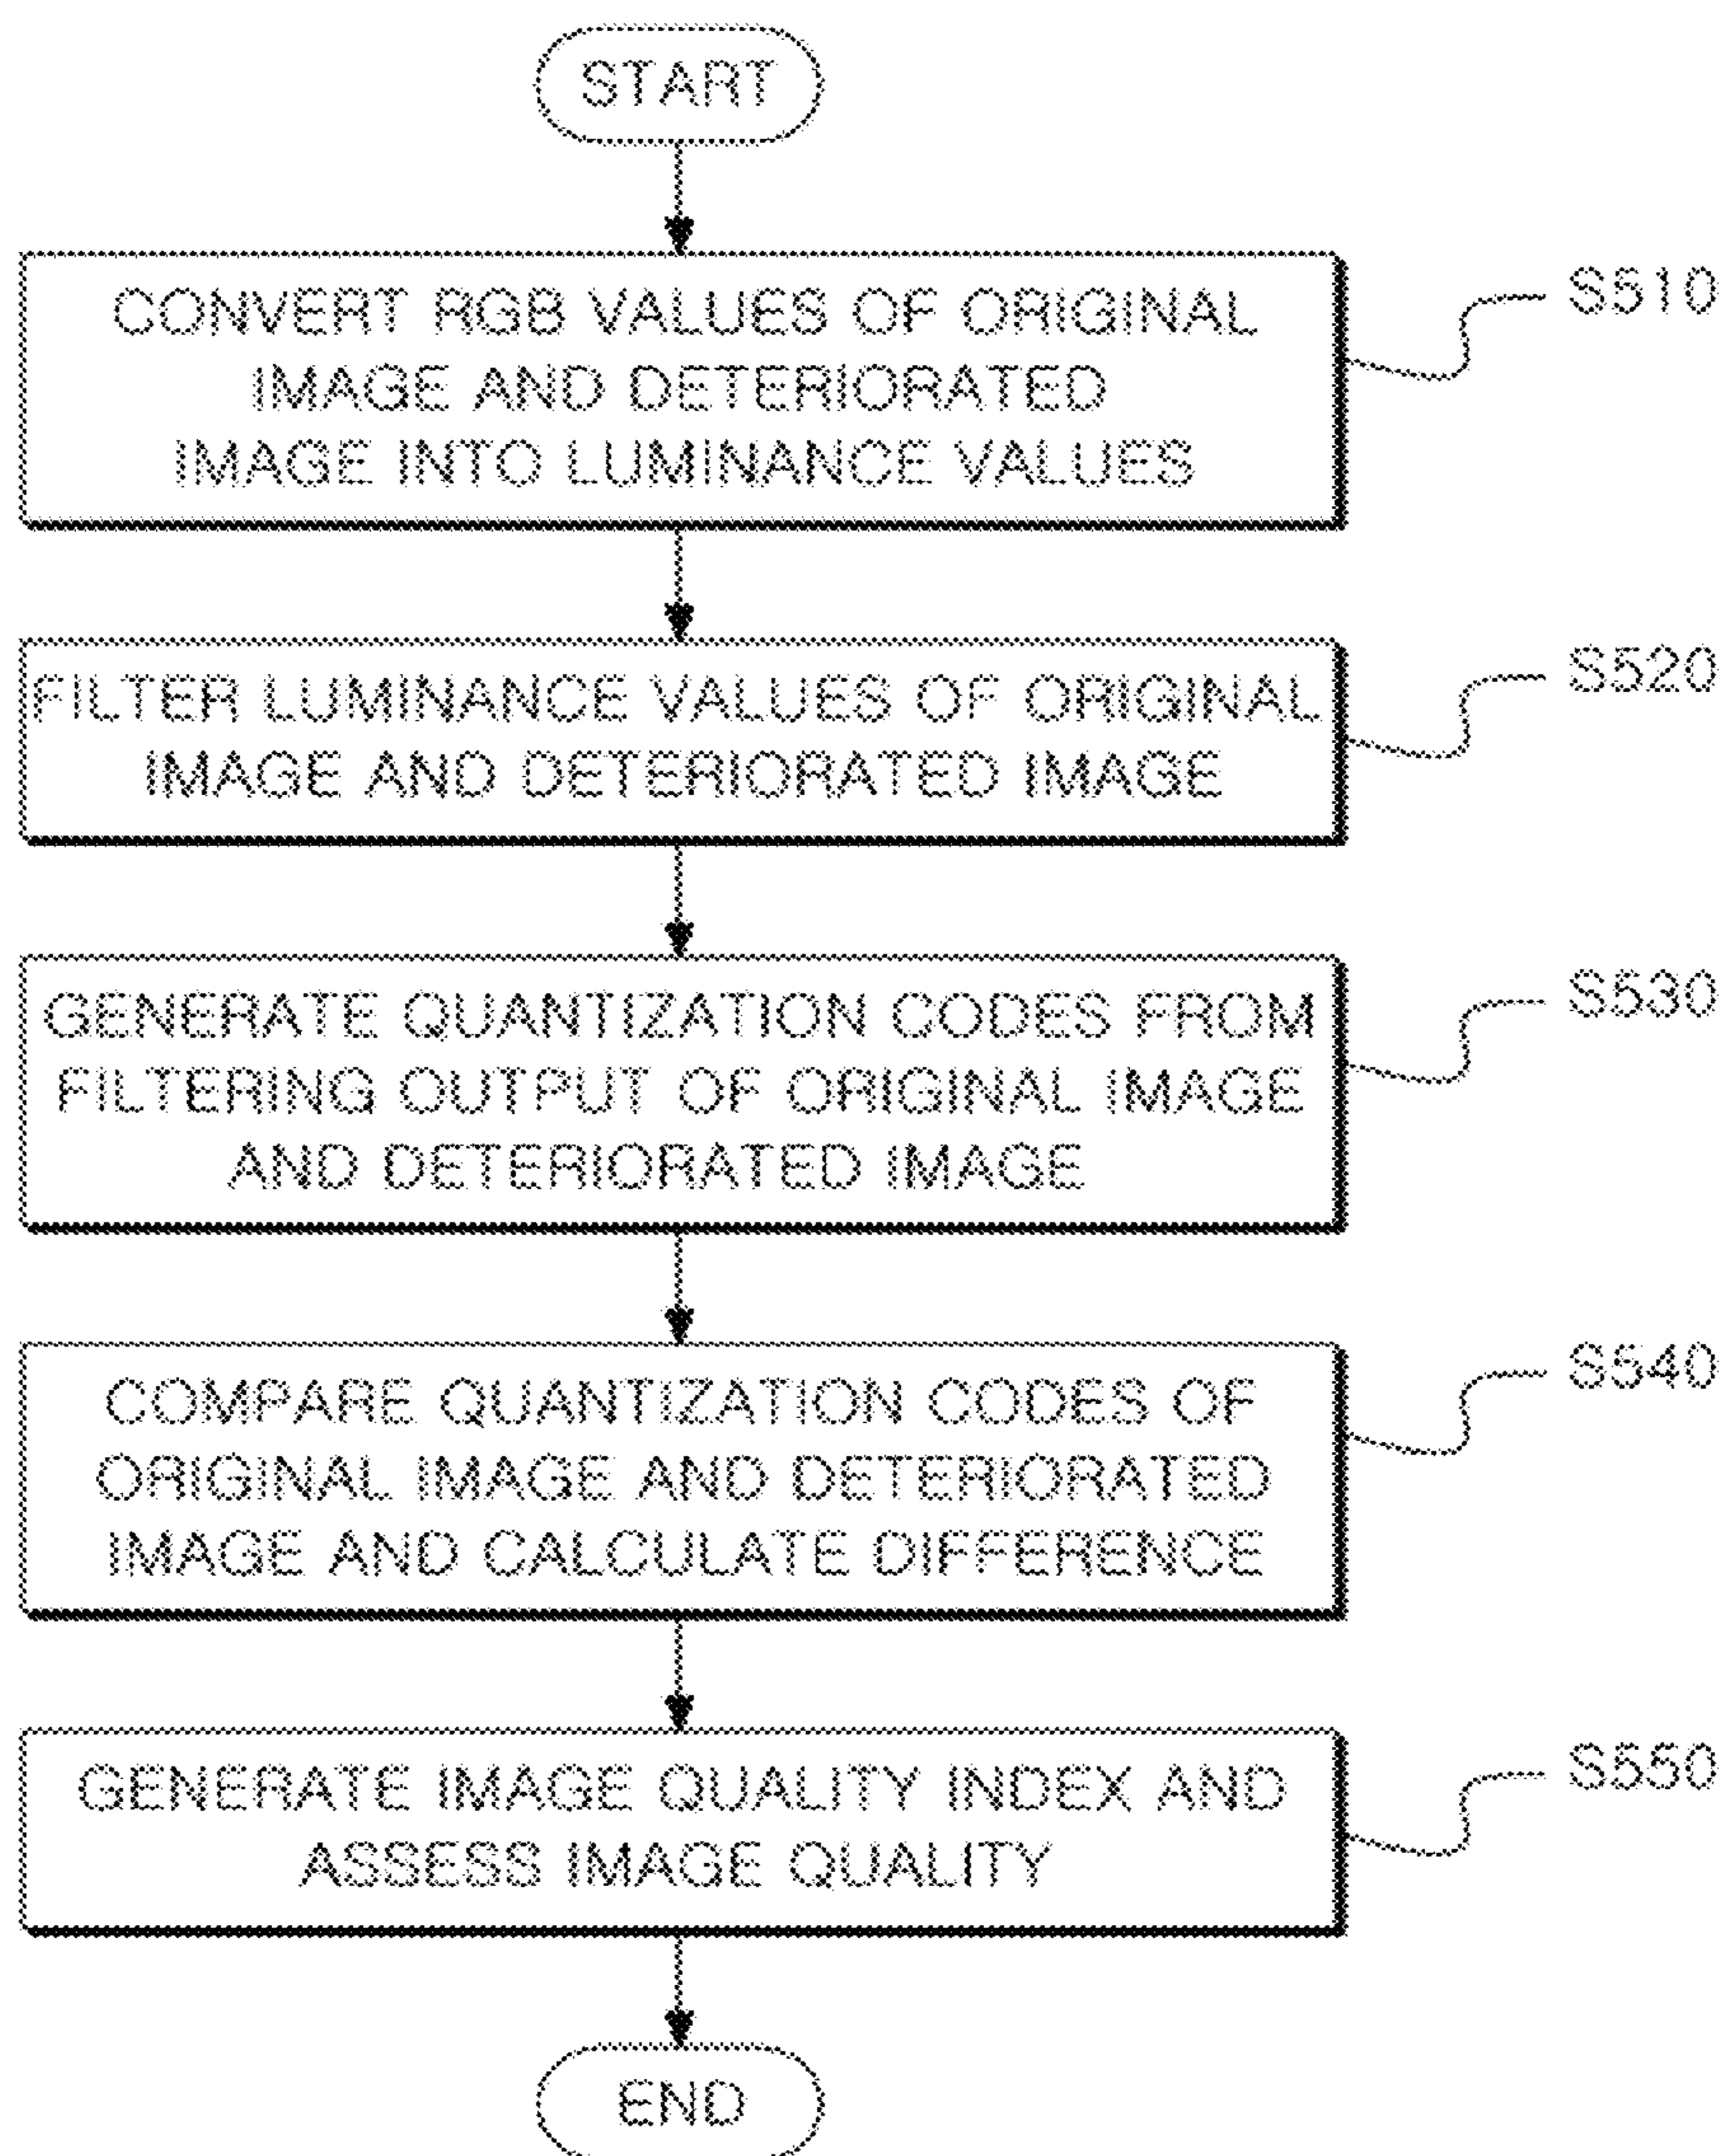 START
CONVERT RGB VALUES OF ORIGINAL
IMAGE AND DETERIORATED
IMAGE INTO LUMINANCE VALUES
S510
FILTER LUMINANCE VALUES OF ORIGINAL
IMAGE AND DETERIORATED IMAGE
S520
GENERATE QUANTIZATION CODES FROM
FILTERING OUTPUT OF ORIGINAL IMAGE
AND DETERIORATED IMAGE
S530
COMPARE QUANTIZATION CODES OF
ORIGINAL IMAGE AND DETERIORATED
IMAGE AND CALCULATE DIFFERENCE
S540
GENERATE IMAGE QUALITY INDEX AND
ASSESS IMAGE QUALITY
S550
END